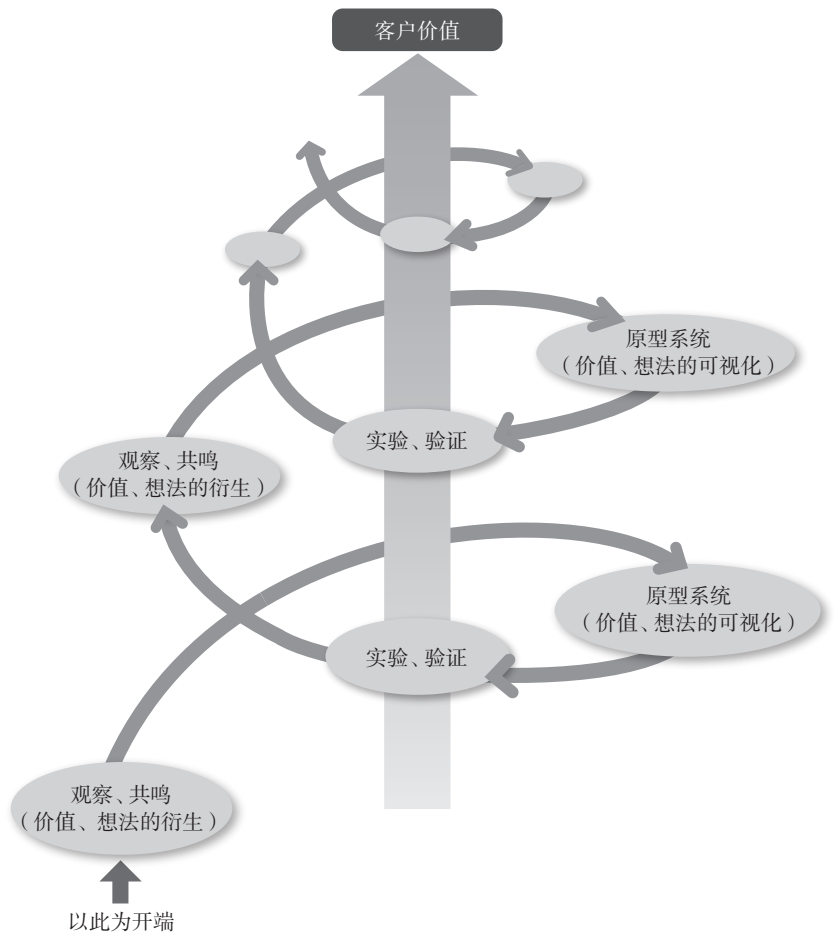 客户价值
原型系统
（价值、想法的可视化）
实验、验证
观察、共鸣
（价值、想法的衍生）
原型系统
（价值、想法的可视化）
实验、验证
观察、共鸣
（价值、想法的衍生）
以此为开端